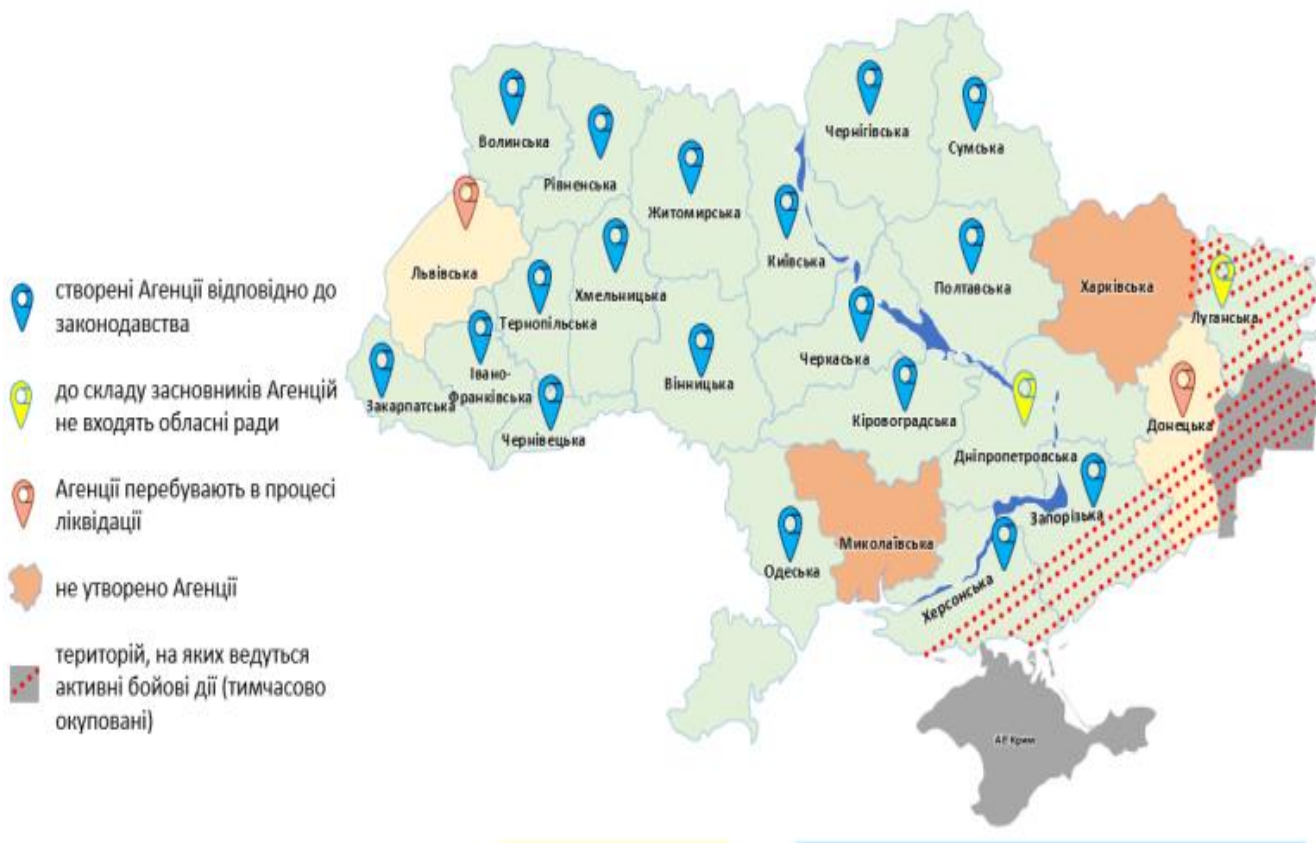 створені Агенції відповідно до
законодавства
до складу засновників Агенцій
не входять обласні ради
Агенції перебувають в процесі
ліквідації
не утворено Агенції
територій, на яких ведуться
активні бойові дії (тимчасово
окуповані)
Волинська
Рівненська
Житомирська
Чернігівська
Сумська
Київська
Львівська
Тернопільська
Хмельницька
Полтавська
Харківська
Луганська
Закарпатська
Івано-
Франківська
Чернівецька
Вінницька
Черкаська
Кіровоградська
Дніпропетровська
Донецька
Запорізька
Одеська
Миколаївська
Херсонська
АР Крим